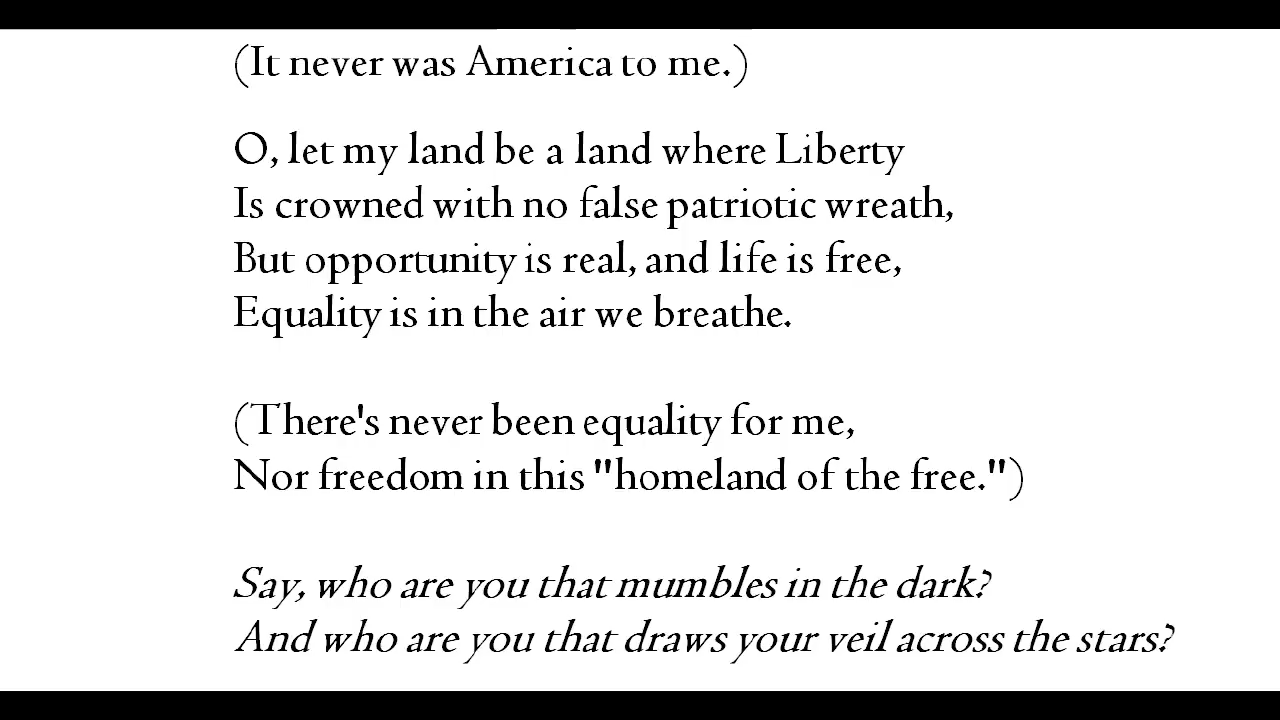 (It never was America to me.)
O, let my land be a land where Liberty
Is crowned with no false patriotic wreath,
But opportunity is real, and life is free,
Equality is in the air we breathe.
(There's never been equality for me,
Nor freedom in this "homeland of the free.")
Say, who are you that mumbles in the dark?
And who are you that draws your veil across the stars?